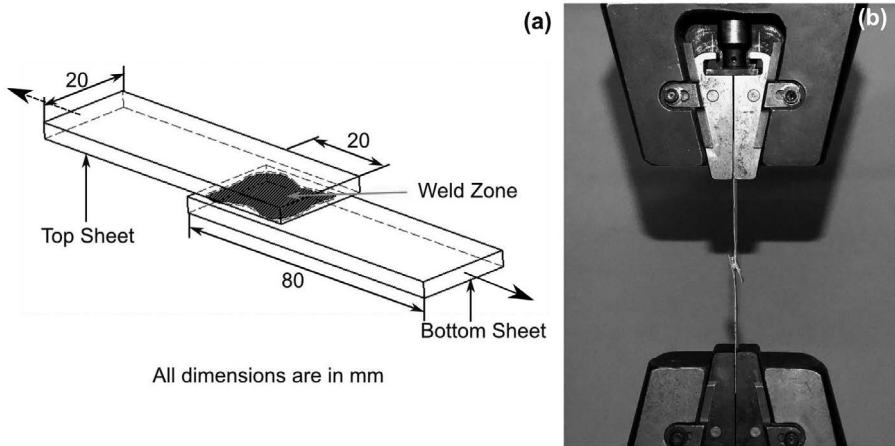 (a)
20
20
Weld Zone
Top Sheet
80
Bottom Sheet
All dimensions are in mm
(b)